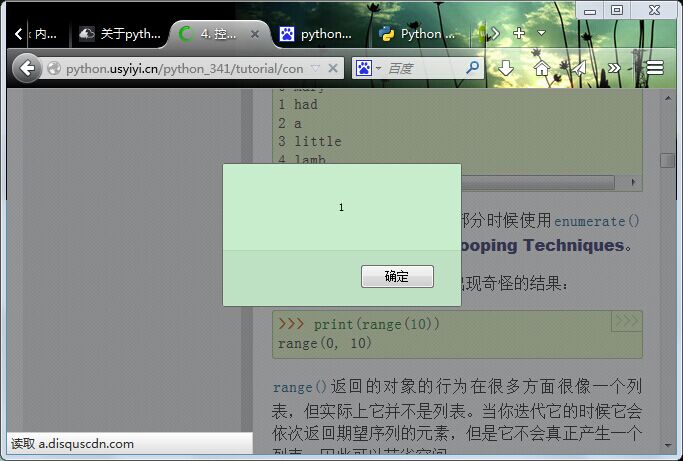 内...
关于pyth...
4. 控...
python...
Python ...
python.usyiyi.cn/python_341/tutorial/con
百度
1 had
2 a
3 little
4 lamb
部分时候使用enumerate()
ooping Techniques。
出现奇怪的结果：
>>> print(range(10))
>>>
range(0, 10)
range()返回的对象的行为在很多方面很像一个列
表，但实际上它并不是列表。当你迭代它的时候它会
依次返回期望序列的元素，但是它不会真正产生一个
列表，因此可以节省空间
1
确定
读取 a.disquscdn.com